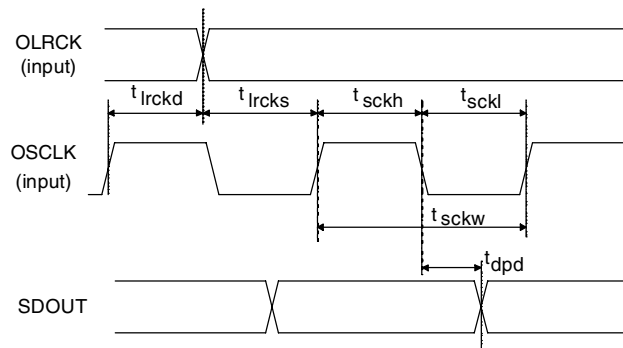 OLRCK
(input)
t lrckd
t lrcks
t sckh
t sckl
OSCLK
(input)
t sckw
t dpd
SDOUT